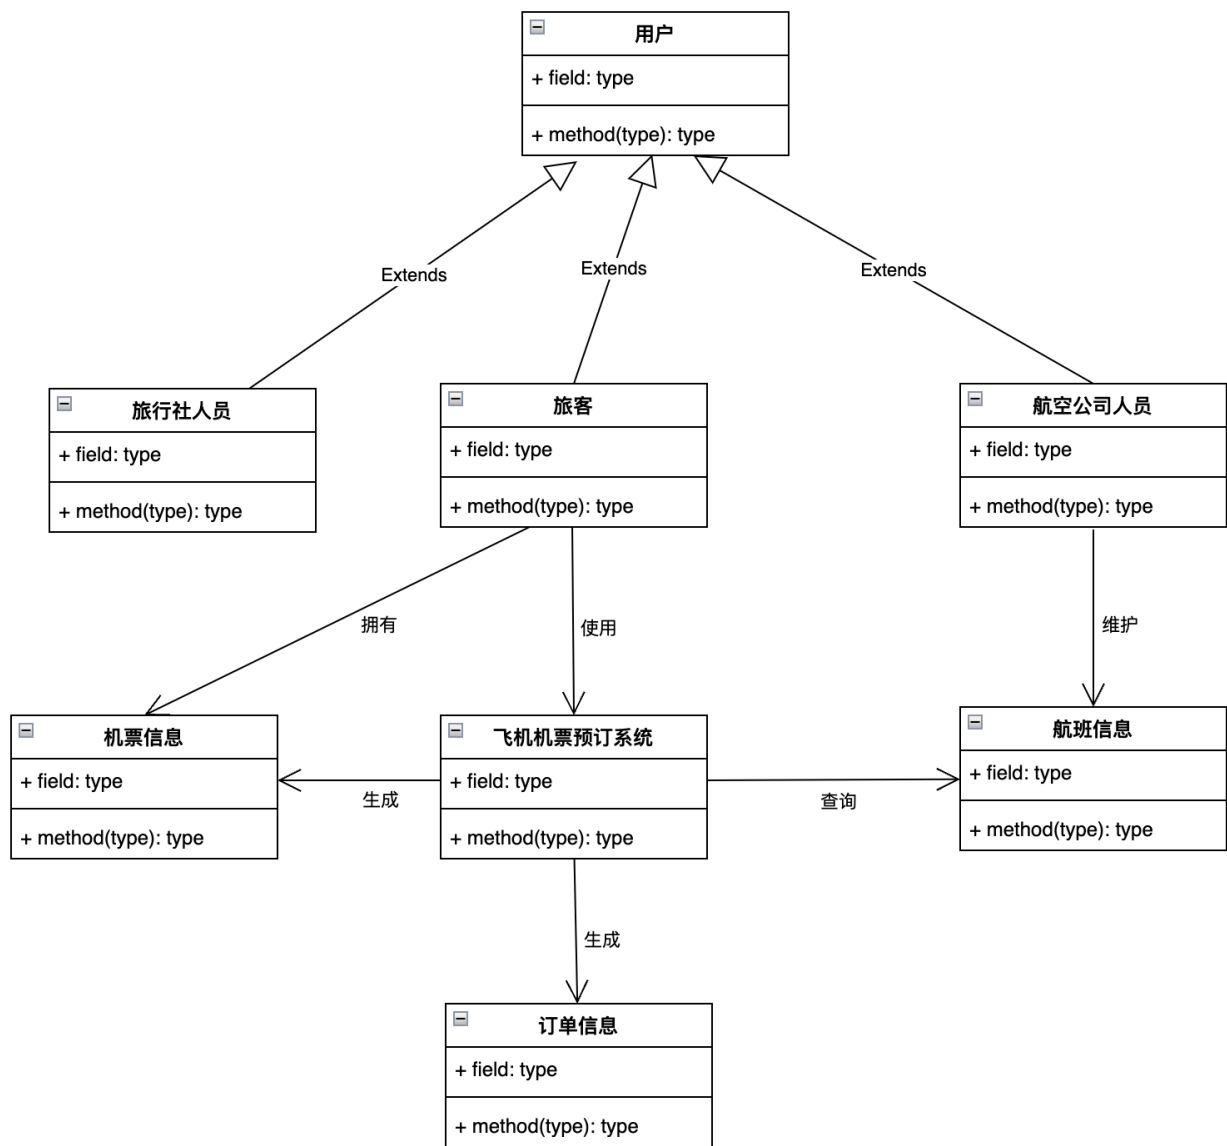 用户
+ field: type
+ method(type): type
Extends
Extends
Extends
旅行社人员
+ field: type
+ method(type): type
旅客
+ field: type
+ method(type): type
航空公司人员
+ field: type
+ method(type): type
拥有
使用
维护
机票信息
+ field: type
+ method(type): type
生成
飞机机票预订系统
+ field: type
+ method(type): type
查询
航班信息
+ field: type
+ method(type): type
生成
订单信息
+ field: type
+ method(type): type